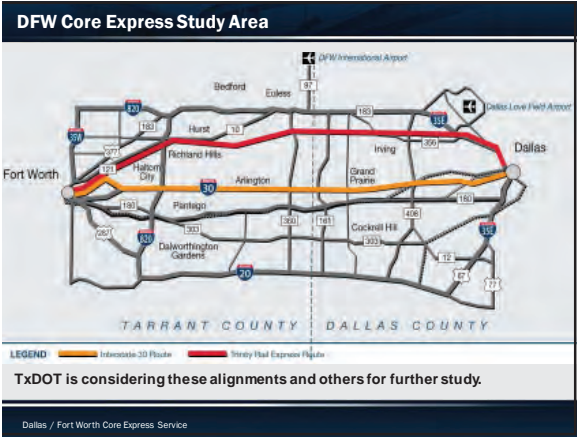 DFW Core Express Study Area
DFW International Airport
97
Bedford
Euless
820
183
183
35E
Dallas Love Field Airport
35W
Hurst
10
377
Richland Hills
Irving
356
Dallas
121
Haltom
City
Fort Worth
30
Arlington
Grand
Prairie
180
Pantego
180
360
161
408
303
Cockrell Hill
303
35E
287
820
Dalworthington
Gardens
12
20
67
77
TARRANT COUNTY
DALLAS COUNTY
LEGEND
Interstate 30 Route
Trinity Rail Express Route
TxDOT is considering these alignments and others for further study.
Dallas / Fort Worth Core Express Service